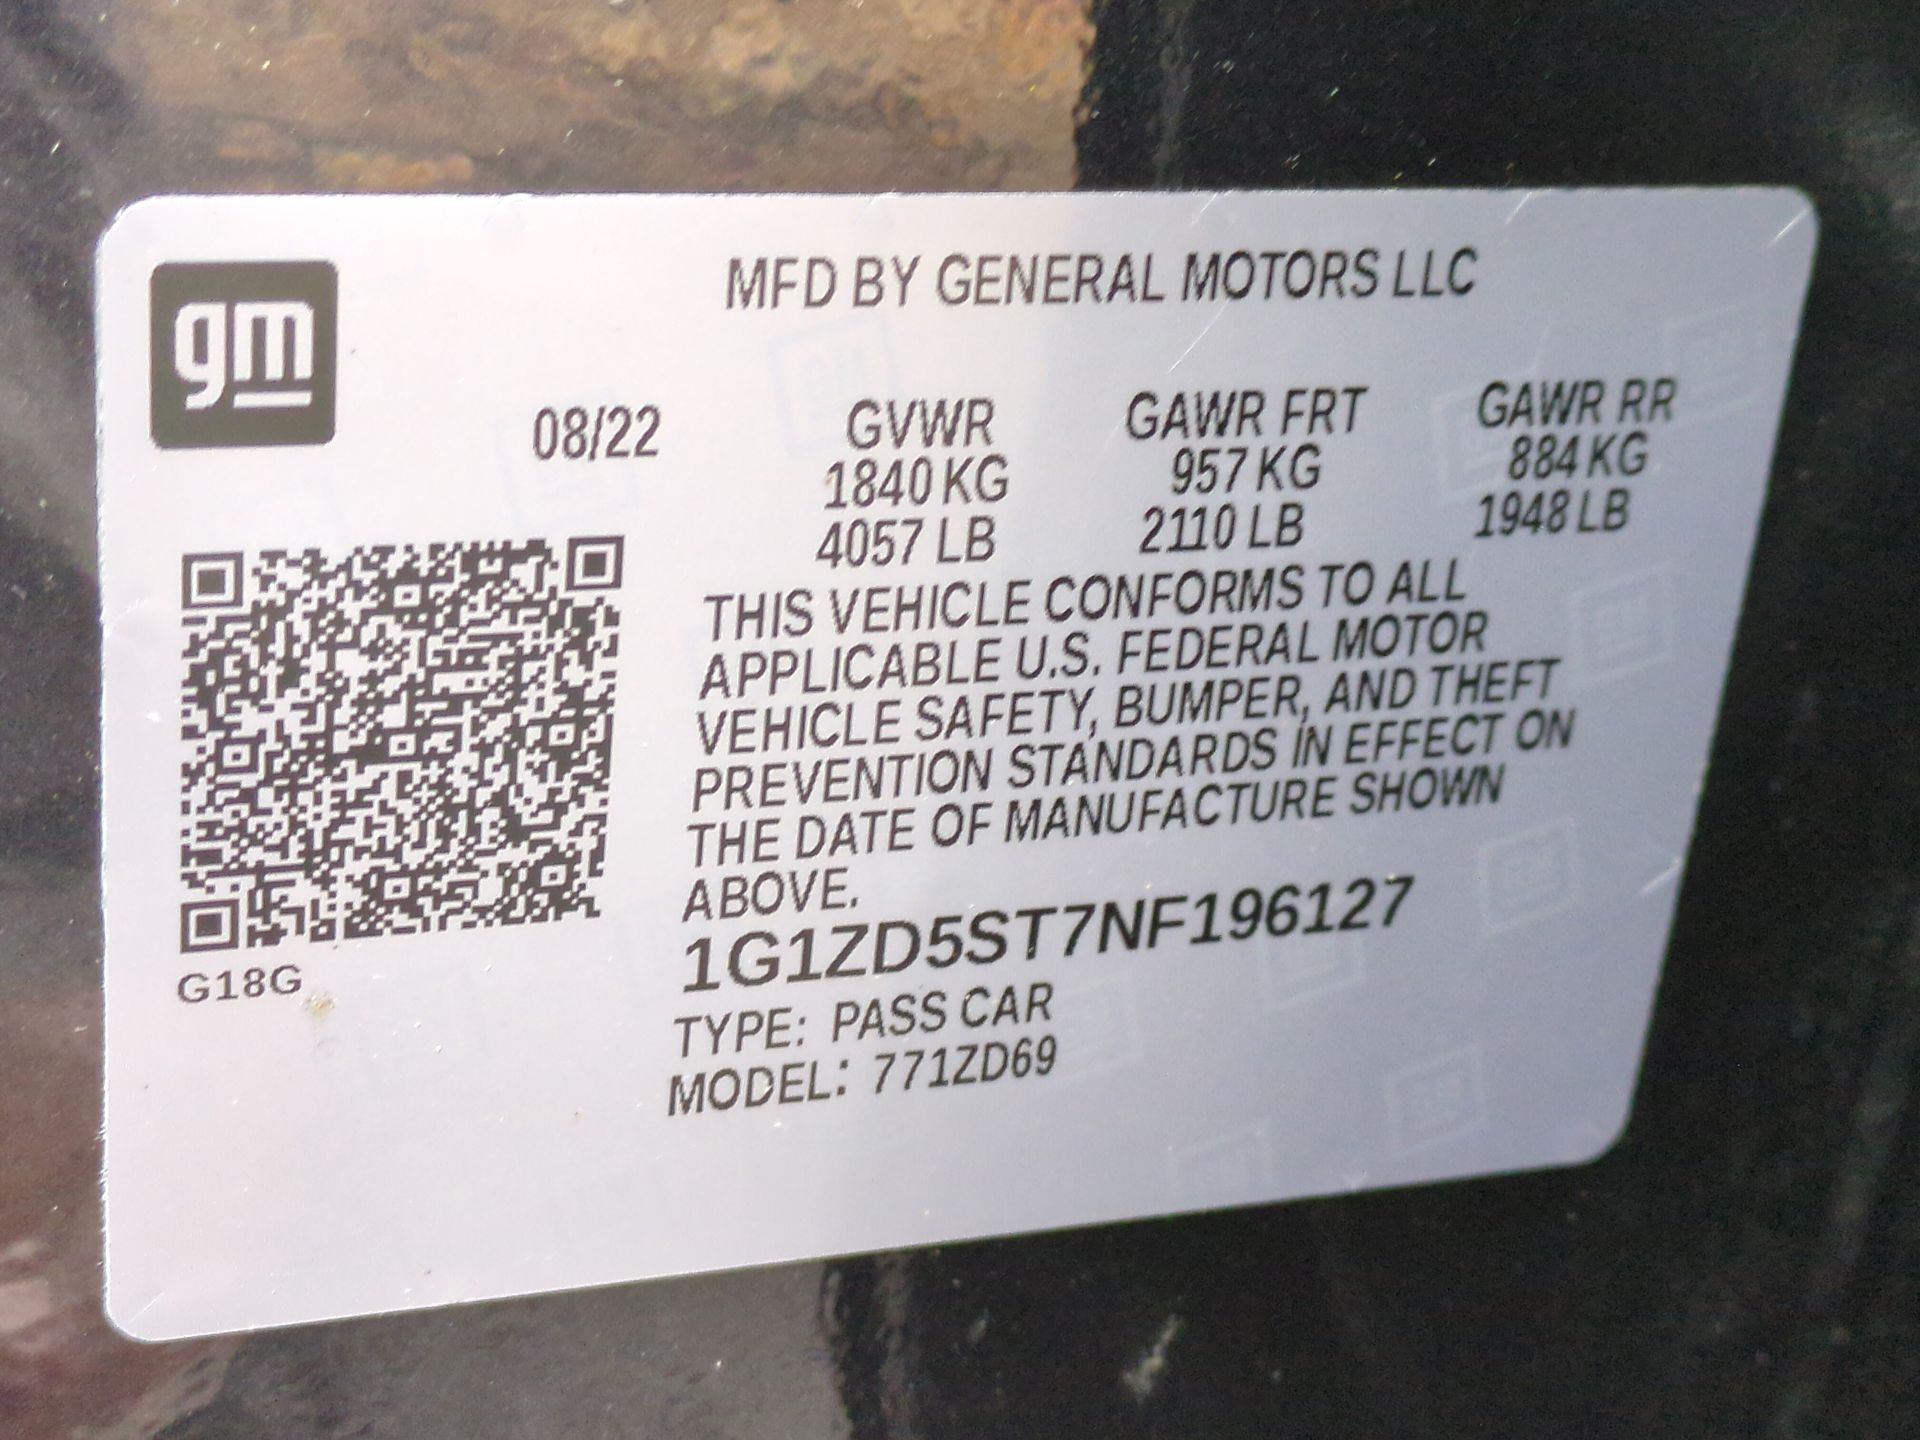 gm
MFD BY GENERAL MOTORS LLC
08/22 GVWR GAWR FRT GAWR RR
1840 KG 957 KG 884 KG
4057 LB 2110 LB 1948 LB
THIS VEHICLE CONFORMS TO ALL
APPLICABLE U.S. FEDERAL MOTOR
VEHICLE SAFETY, BUMPER, AND THEFT
PREVENTION STANDARDS IN EFFECT ON
THE DATE OF MANUFACTURE SHOWN
ABOVE.
1G1ZD5ST7NF196127
G18G
TYPE: PASS CAR
MODEL: 771ZD69